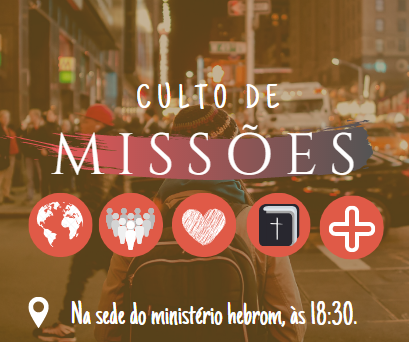 CULTO DE
MISSÕES
Na sede do ministério hebrom, às 18:30.